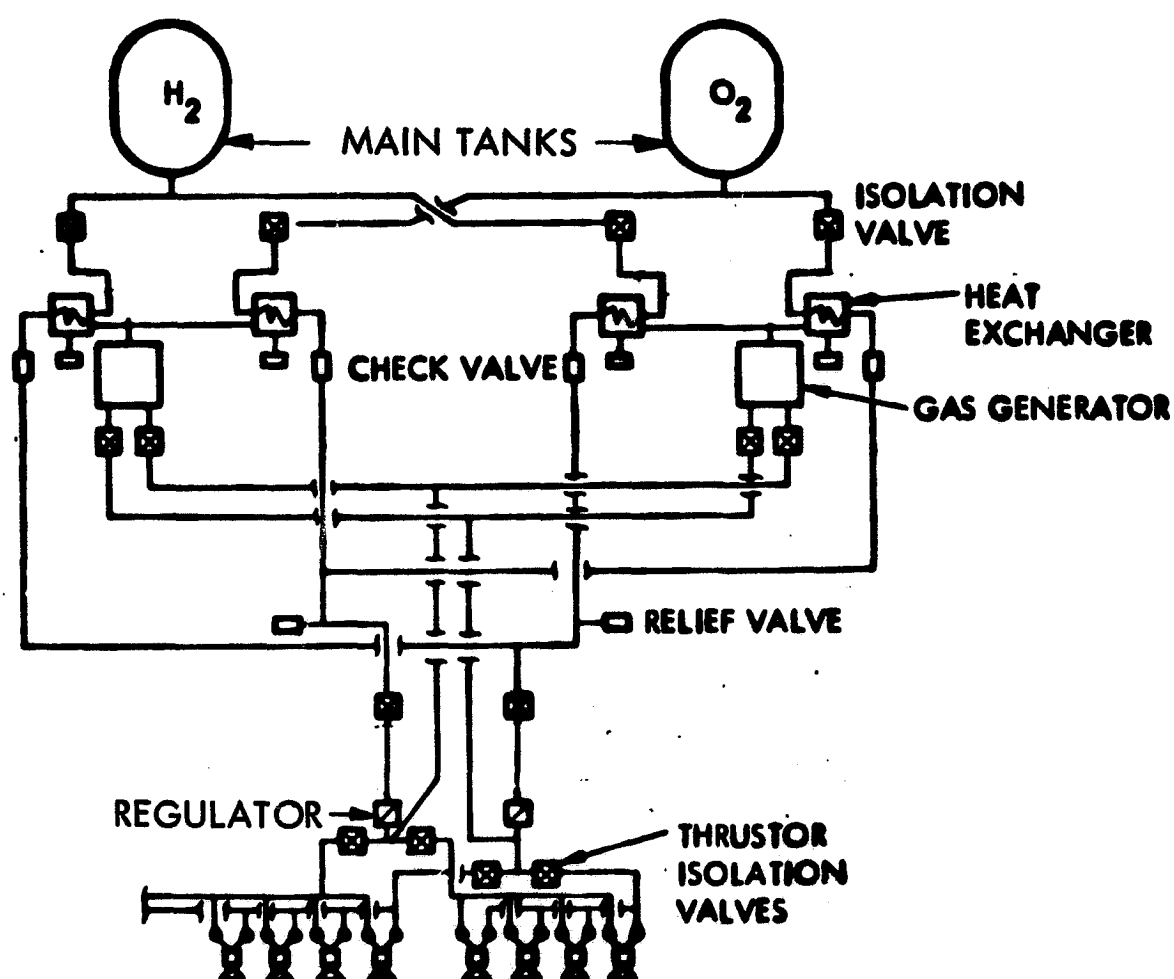 H2
O2
MAIN TANKS
ISOLATION
VALVE
HEAT
EXCHANGER
CHECK VALVE
GAS GENERATOR
RELIEF VALVE
REGULATOR
THRUSTOR
ISOLATION
VALVES